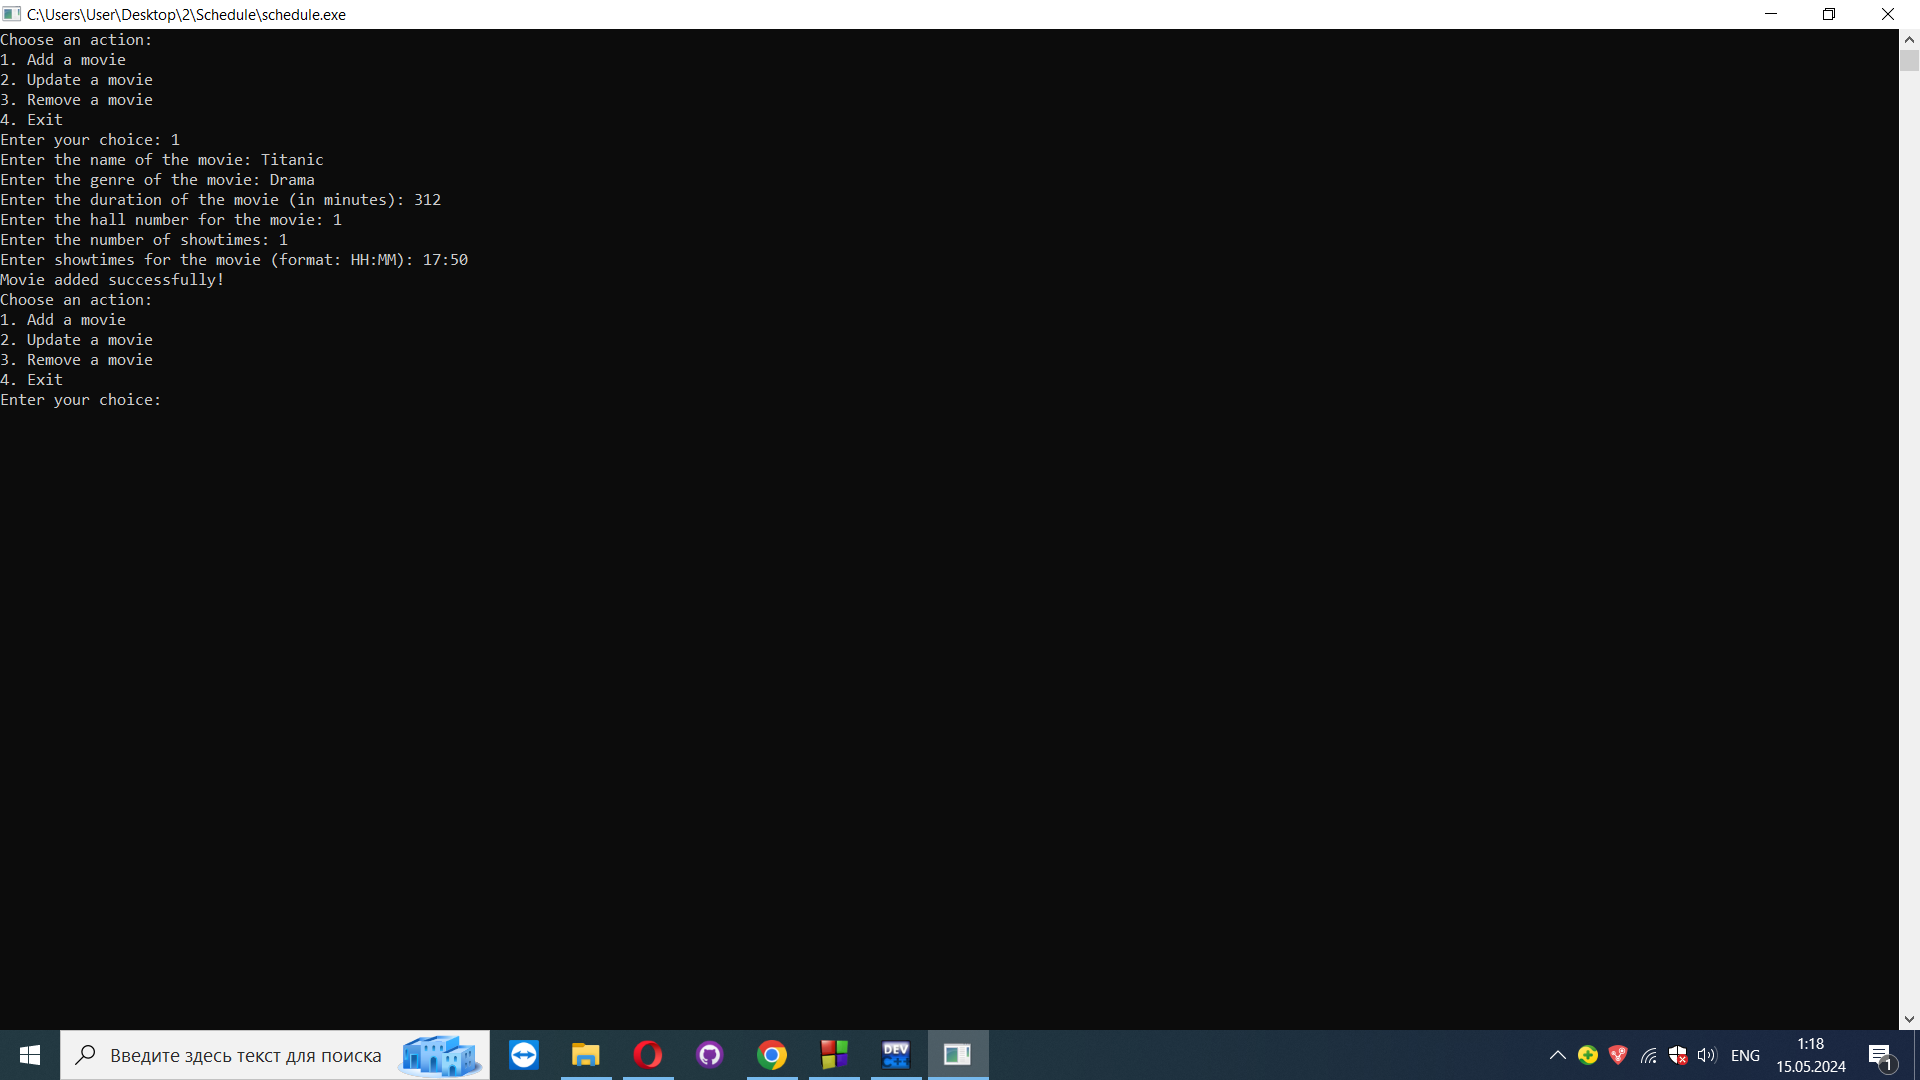 C:\Users\User\Desktop\2\Schedule\schedule.exe
Choose an action:
1. Add a movie
2. Update a movie
3. Remove a movie
4. Exit
Enter your choice: 1
Enter the name of the movie: Titanic
Enter the genre of the movie: Drama
Enter the duration of the movie (in minutes): 312
Enter the hall number for the movie: 1
Enter the number of showtimes: 1
Enter showtimes for the movie (format: HH:MM): 17:50
Movie added successfully!
Choose an action:
1. Add a movie
2. Update a movie
3. Remove a movie
4. Exit
Enter your choice:
Введите здесь текст для поиска
DEV C++
ENG
1:18
15.05.2024
1